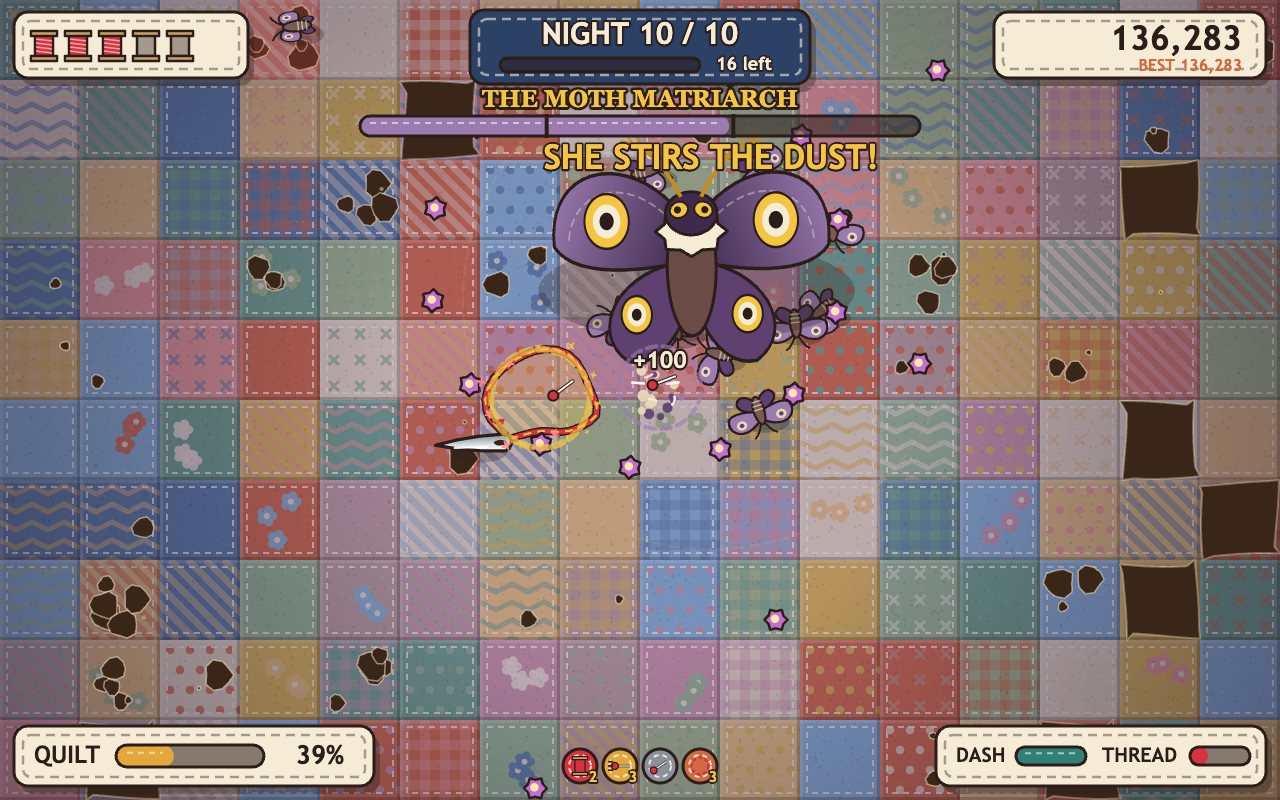 NIGHT 10 / 10
16 left
136,283
BEST 136,283
THE MOTH MATRIARCH
SHE STIRS THE DUST!
+100
QUILT 39%
2 3 3
DASH THREAD